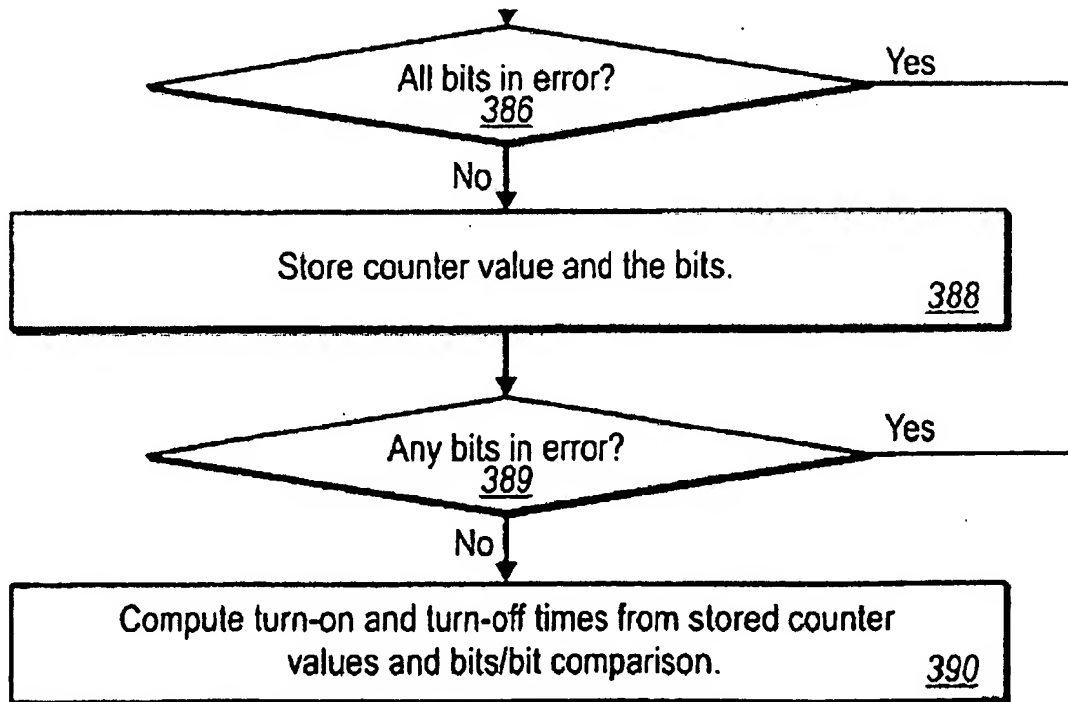 All bits in error?
Yes
386
No
Store counter value and the bits.
388
Any bits in error?
Yes
389
No
Compute turn-on and turn-off times from stored counter
values and bits/bit comparison.
390